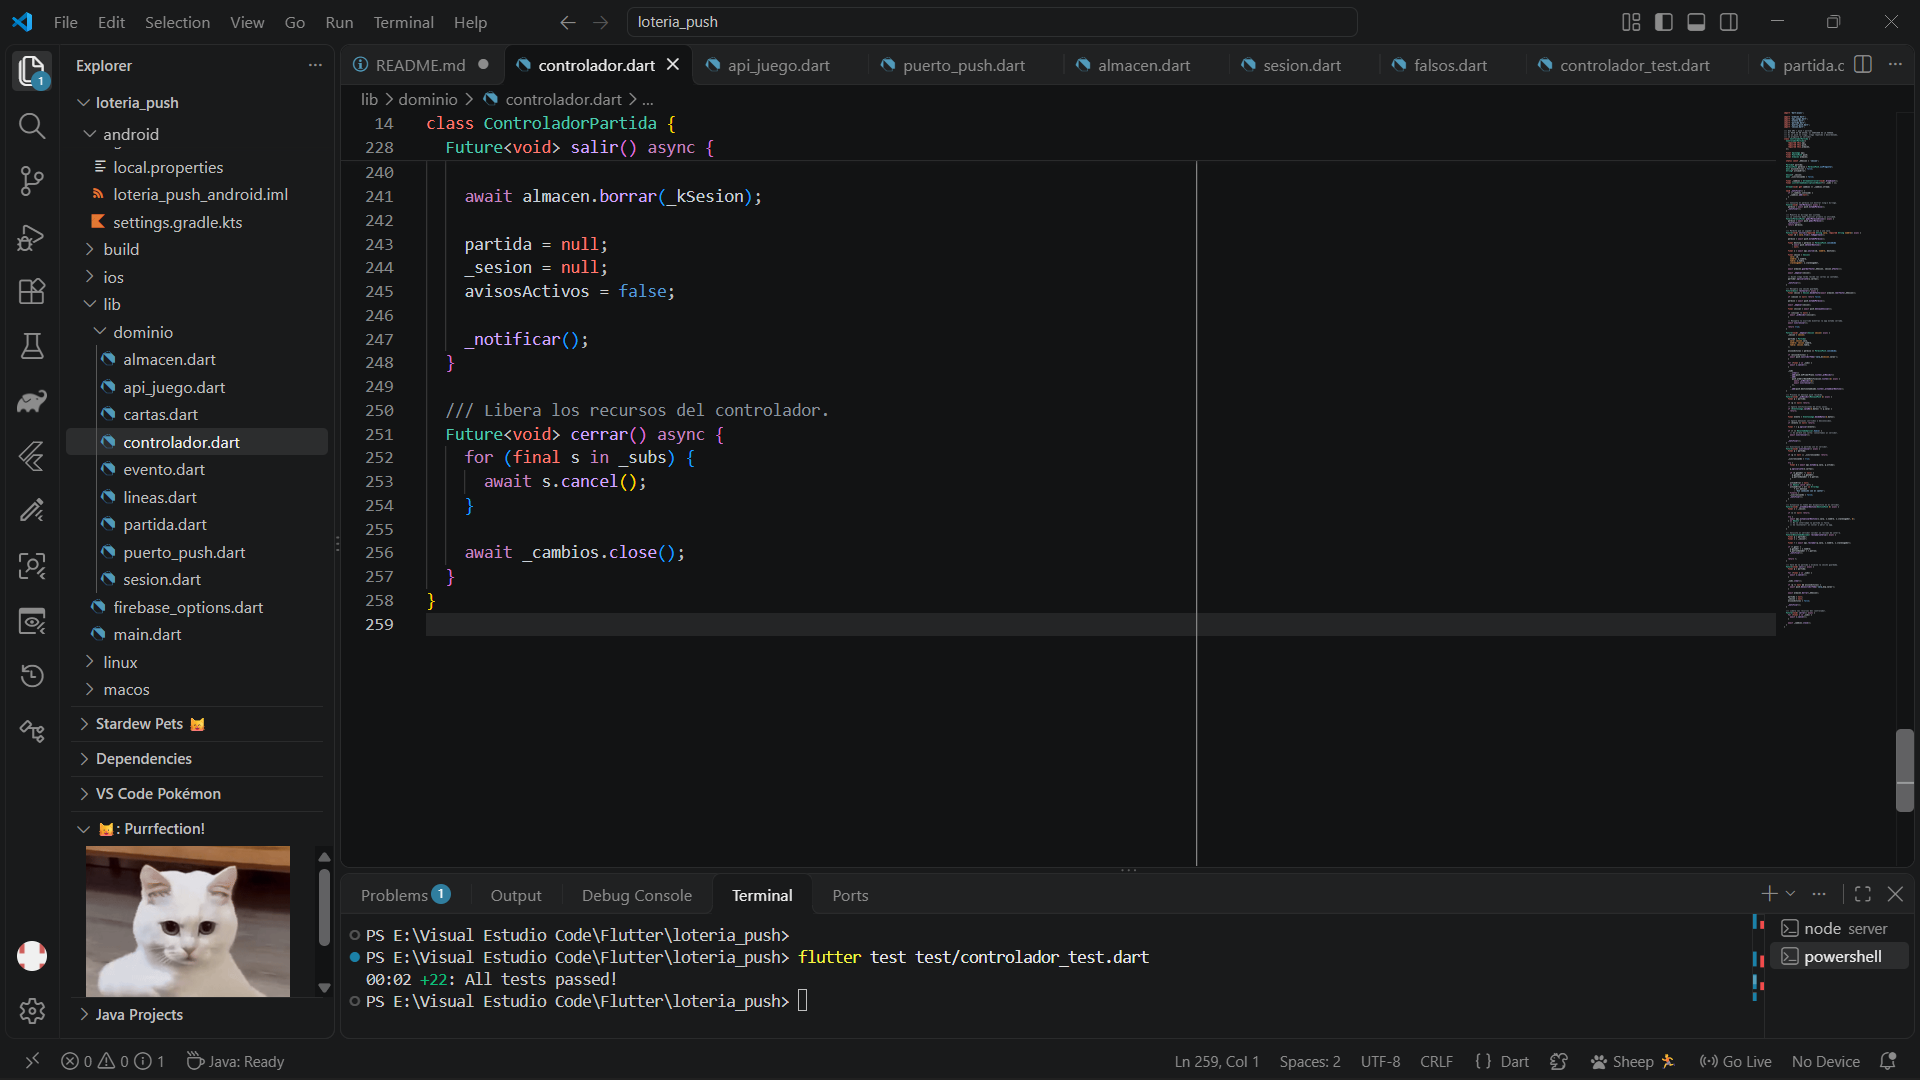 File Edit Selection View Go Run Terminal Help
loteria_push
Explorer
loteria_push
android
local.properties
loteria_push_android.iml
settings.gradle.kts
build
ios
lib
dominio
almacen.dart
api_juego.dart
cartas.dart
controlador.dart
evento.dart
lineas.dart
partida.dart
puerto_push.dart
sesion.dart
firebase_options.dart
main.dart
linux
macos
Stardew Pets
Dependencies
VS Code Pokémon
: Purrfection!
Java Projects
1
README.md controlador.dart api_juego.dart puerto_push.dart almacen.dart sesion.dart falsos.dart controlador_test.dart partida.c
lib > dominio > controlador.dart > ...
14 class ControladorPartida {
228 Future<void> salir() async {
240
241 await almacen.borrar(_kSesion);
242
243 partida = null;
244 _sesion = null;
245 avisosActivos = false;
246
247 _notificar();
248 }
249
250 /// Libera los recursos del controlador.
251 Future<void> cerrar() async {
252 for (final s in _subs) {
253 await s.cancel();
254 }
255
256 await _cambios.close();
257 }
258 }
259
Problems 1 Output Debug Console Terminal Ports
PS E:\Visual Estudio Code\Flutter\loteria_push>
PS E:\Visual Estudio Code\Flutter\loteria_push> flutter test test/controlador_test.dart
00:02 +22: All tests passed!
PS E:\Visual Estudio Code\Flutter\loteria_push>
node server
powershell
0 0 1 Java: Ready
Ln 259, Col 1 Spaces: 2 UTF-8 CRLF { } Dart Sheep Go Live No Device